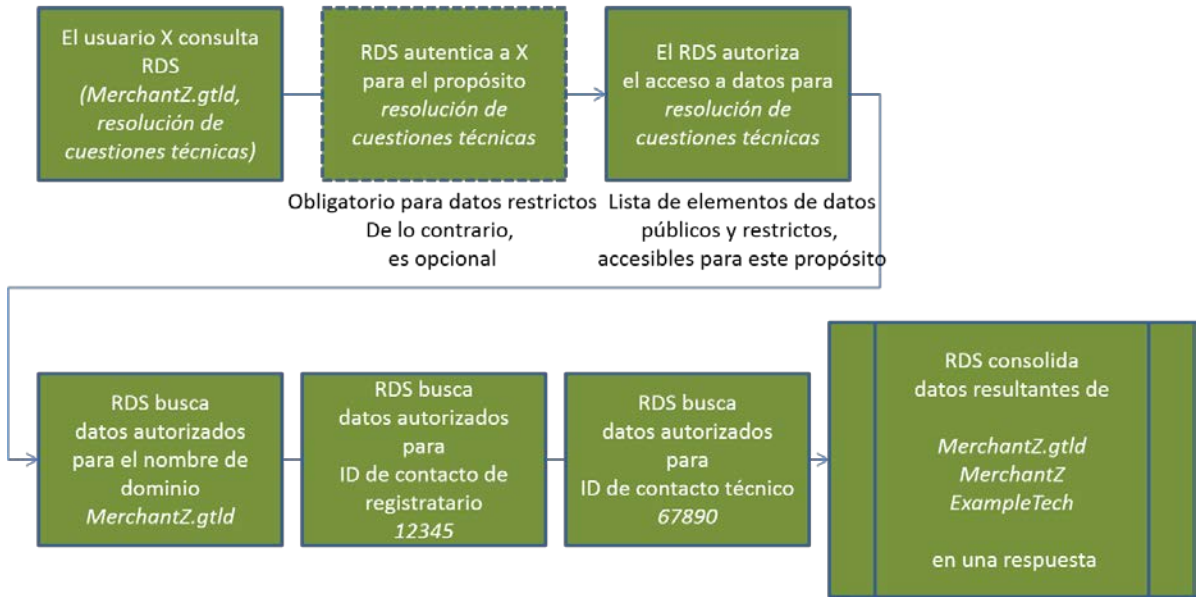 El usuario X consulta
RDS
(MerchantZ.gtld,
resolución de
cuestiones técnicas)
RDS autentica a X
para el propósito
resolución de
cuestiones técnicas
El RDS autoriza
el acceso a datos para
resolución de
cuestiones técnicas
Obligatorio para datos restrictos
De lo contrario,
es opcional
Lista de elementos de datos
públicos y restrictos,
accesibles para este propósito
RDS busca
datos autorizados
para el nombre de
dominio
MerchantZ.gtld
RDS busca
datos autorizados
para
ID de contacto de
registratario
12345
RDS busca
datos autorizados
para
ID de contacto técnico
67890
RDS consolida
datos resultantes de
MerchantZ.gtld
MerchantZ
ExampleTech
en una respuesta